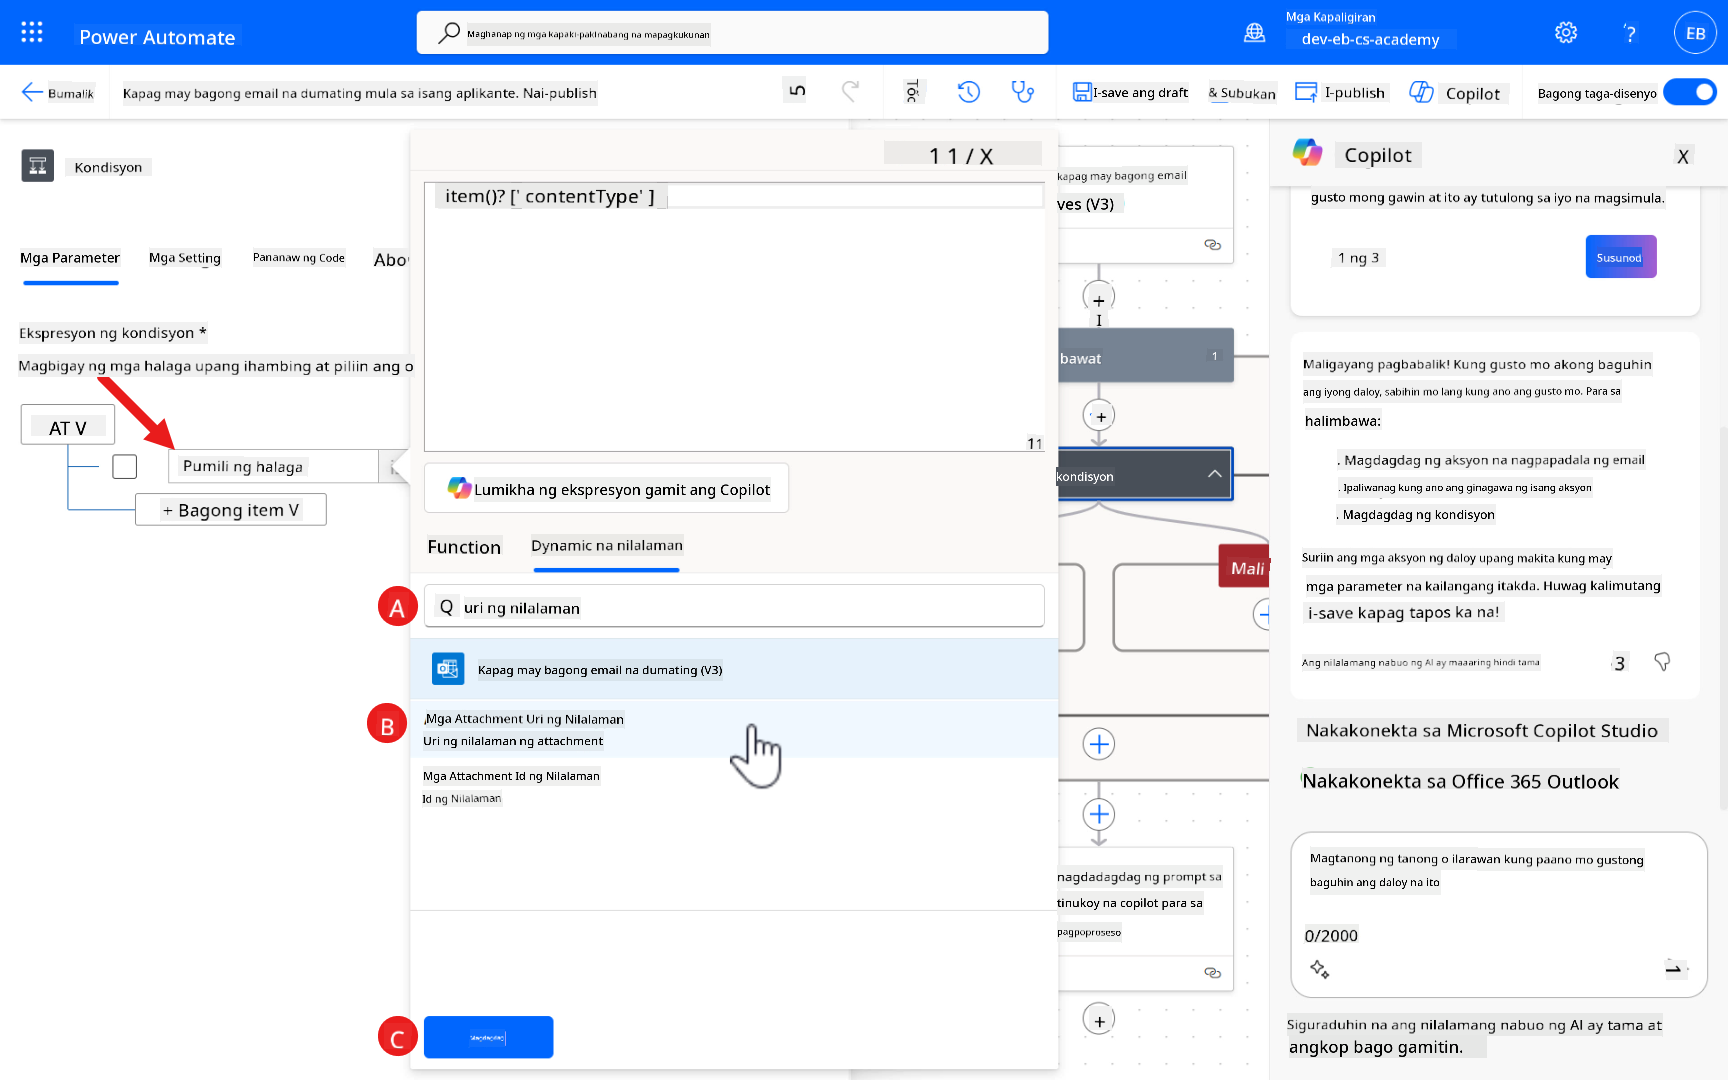 Power Automate
Maghanap ng mga kapaki-pakinabang na mapagkukunan
Mga Kapaligiran
dev-eb-cs-academy
?
EB
Bumalik
Kapag may bagong email na dumating mula sa isang aplikante. Nai-publish
I-save ang draft
& Subukan
I-publish
Copilot
Bagong taga-disenyo
Kondisyon
Mga Parameter
Mga Setting
Pananaw ng Code
Abo
Ekspresyon ng kondisyon *
Magbigay ng mga halaga upang ihambing at piliin ang o
AT V
Pumili ng halaga
+ Bagong item V
1 1 / X
item()? [' contentType' ]
11
Lumikha ng ekspresyon gamit ang Copilot
Function
Dynamic na nilalaman
A
Q uri ng nilalaman
Kapag may bagong email na dumating (V3)
B
Mga Attachment Uri ng Nilalaman
Uri ng nilalaman ng attachment
Mga Attachment Id ng Nilalaman
Id ng Nilalaman
C
Magdagdag
kapag may bagong email
ves (V3)
+
I
bawat
1
+
kondisyon
Mali
nagdadagdag ng prompt sa
tinukoy na copilot para sa
pagpoproseso
+
Copilot
X
gusto mong gawin at ito ay tutulong sa iyo na magsimula.
1 ng 3
Susunod
Maligayang pagbabalik! Kung gusto mo akong baguhin
ang iyong daloy, sabihin mo lang kung ano ang gusto mo. Para sa
halimbawa:
. Magdagdag ng aksyon na nagpapadala ng email
. Ipaliwanag kung ano ang ginagawa ng isang aksyon
. Magdagdag ng kondisyon
Suriin ang mga aksyon ng daloy upang makita kung may
mga parameter na kailangang itakda. Huwag kalimutang
i-save kapag tapos ka na!
Ang nilalamang nabuo ng AI ay maaaring hindi tama
3
Nakakonekta sa Microsoft Copilot Studio
Nakakonekta sa Office 365 Outlook
Magtanong ng tanong o ilarawan kung paano mo gustong
baguhin ang daloy na ito
0/2000
Siguraduhin na ang nilalamang nabuo ng AI ay tama at
angkop bago gamitin.